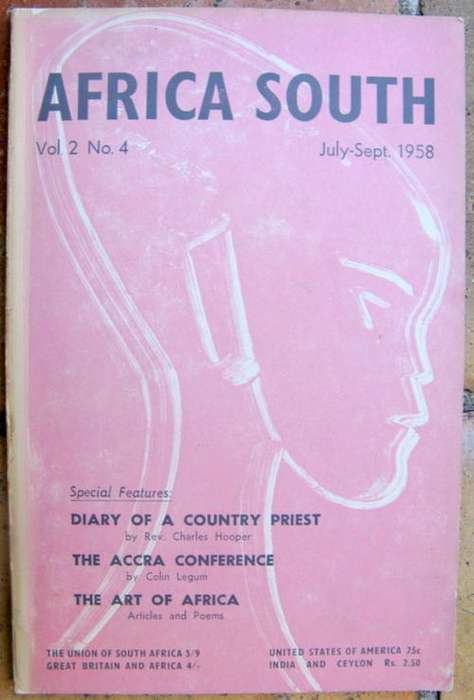 AFRICA SOUTH
Vol. 2 No. 4 July-Sept. 1958
Special Features:
DIARY OF A COUNTRY PRIEST
by Rev. Charles Hooper
THE ACCRA CONFERENCE
by Colin Legum
THE ART OF AFRICA
Articles and Poems
THE UNION OF SOUTH AFRICA 3/9 UNITED STATES OF AMERICA 75c
GREAT BRITAIN AND AFRICA 4/- INDIA AND CEYLON Rs. 2.50